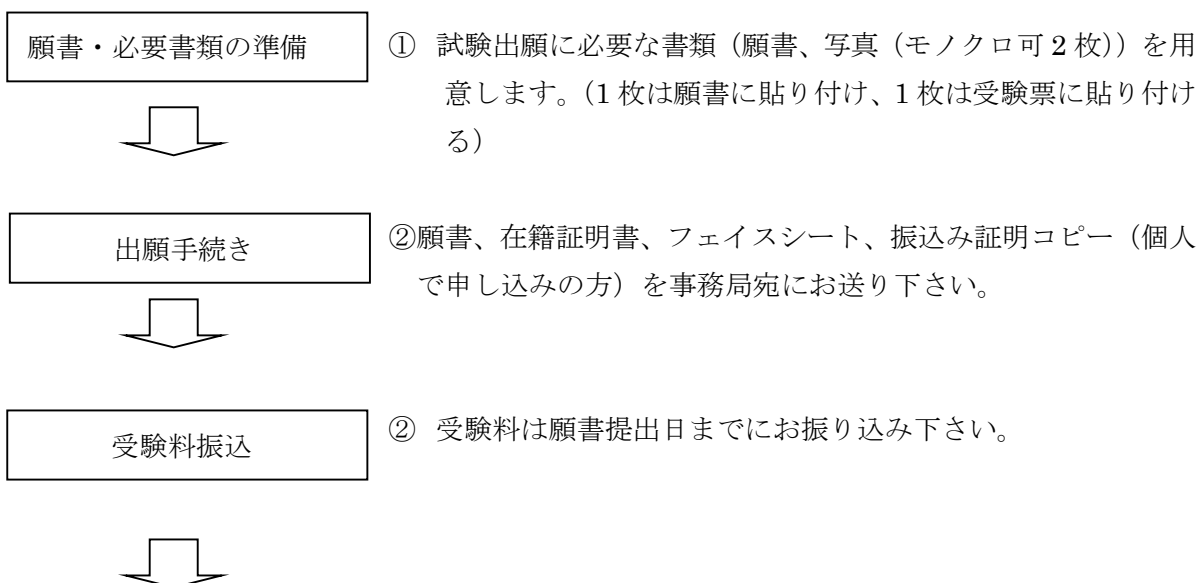 願書・必要書類の準備
① 試験出願に必要な書類（願書、写真（モノクロ可 2 枚））を用
意します。（1 枚は願書に貼り付け、1 枚は受験票に貼り付け
る）
出願手続き
②願書、在籍証明書、フェイスシート、振込み証明コピー（個人
で申し込みの方）を事務局宛にお送り下さい。
受験料振込
② 受験料は願書提出日までにお振り込み下さい。